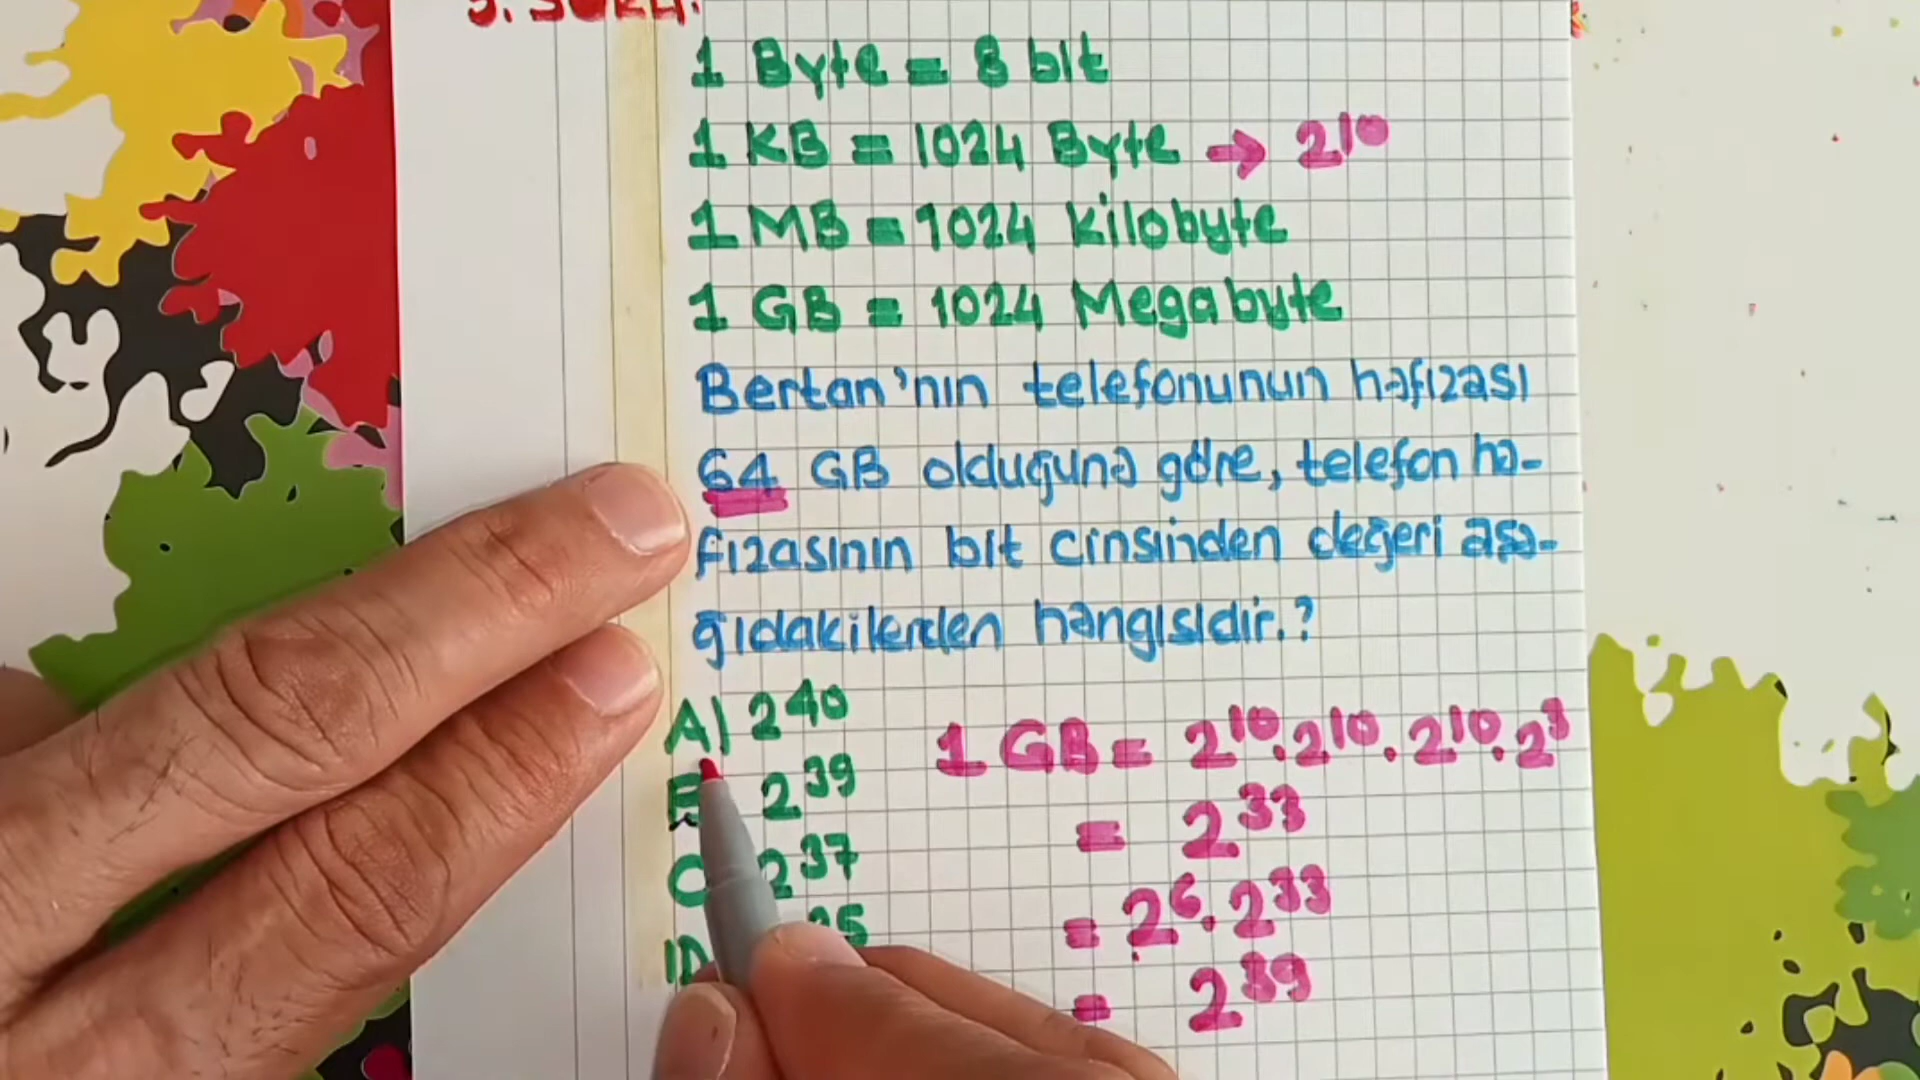 1 Byte = 8 bit
1 KB = 1024 Byte → 2¹⁰
1 MB = 1024 Kilobyte
1 GB = 1024 Megabyte
Bertan'nın telefonunun hafızası
64 GB olduğuna göre, telefon ha-
fızasının bit cinsinden değeri aşa-
ğıdakilerden hangisidir.?
A) 2⁴⁰
B 2³⁹
C 2³⁷
D
1 GB = 2¹⁰.2¹⁰.2¹⁰.2³
= 2³³
= 2⁶.2³³
= 2³⁹